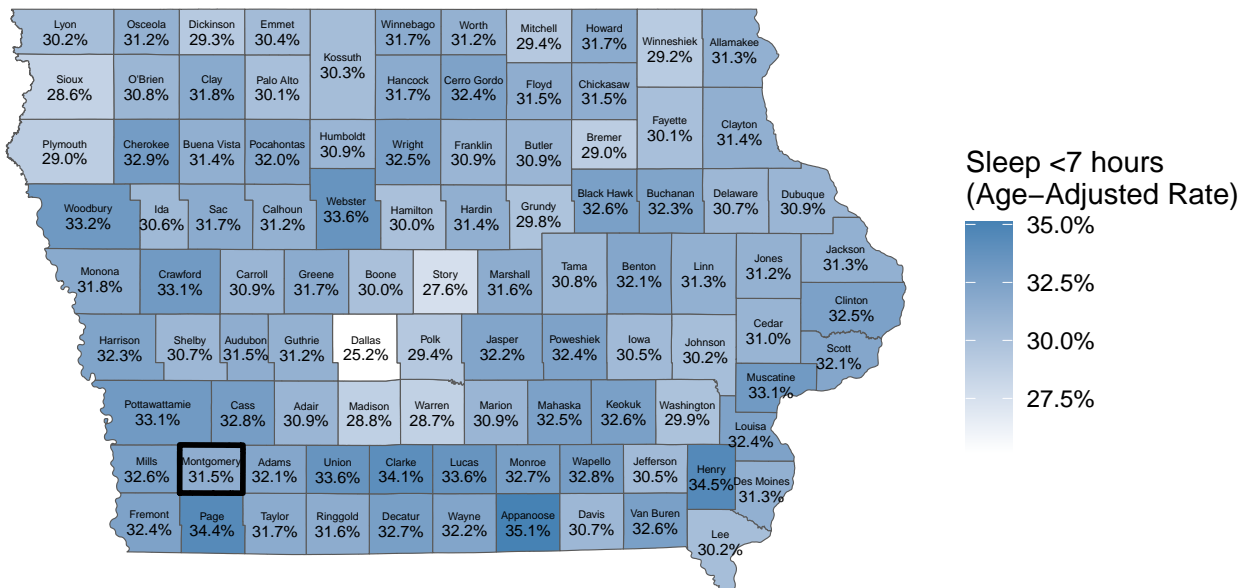 Lyon
30.2%
Osceola
31.2%
Dickinson
29.3%
Emmet
30.4%
Kossuth
30.3%
Winnebago
31.7%
Worth
31.2%
Mitchell
29.4%
Howard
31.7%
Winneshiek
29.2%
Allamakee
31.3%
Sioux
28.6%
O'Brien
30.8%
Clay
31.8%
Palo Alto
30.1%
Hancock
31.7%
Cerro Gordo
32.4%
Floyd
31.5%
Chickasaw
31.5%
Fayette
30.1%
Clayton
31.4%
Plymouth
29.0%
Cherokee
32.9%
Buena Vista
31.4%
Pocahontas
32.0%
Humboldt
30.9%
Wright
32.5%
Franklin
30.9%
Butler
30.9%
Bremer
29.0%
Woodbury
33.2%
Ida
30.6%
Sac
31.7%
Calhoun
31.2%
Webster
33.6%
Hamilton
30.0%
Hardin
31.4%
Grundy
29.8%
Black Hawk
32.6%
Buchanan
32.3%
Delaware
30.7%
Dubuque
30.9%
Monona
31.8%
Crawford
33.1%
Carroll
30.9%
Greene
31.7%
Boone
30.0%
Story
27.6%
Marshall
31.6%
Tama
30.8%
Benton
32.1%
Linn
31.3%
Jones
31.2%
Jackson
31.3%
Clinton
32.5%
Harrison
32.3%
Shelby
30.7%
Audubon
31.5%
Guthrie
31.2%
Dallas
25.2%
Polk
29.4%
Jasper
32.2%
Poweshiek
32.4%
Iowa
30.5%
Johnson
30.2%
Cedar
31.0%
Scott
32.1%
Muscatine
33.1%
Pottawattamie
33.1%
Cass
32.8%
Adair
30.9%
Madison
28.8%
Warren
28.7%
Marion
30.9%
Mahaska
32.5%
Keokuk
32.6%
Washington
29.9%
Louisa
32.4%
Mills
32.6%
Montgomery
31.5%
Adams
32.1%
Union
33.6%
Clarke
34.1%
Lucas
33.6%
Monroe
32.7%
Wapello
32.8%
Jefferson
30.5%
Henry
34.5%
Des Moines
31.3%
Fremont
32.4%
Page
34.4%
Taylor
31.7%
Ringgold
31.6%
Decatur
32.7%
Wayne
32.2%
Appanoose
35.1%
Davis
30.7%
Van Buren
32.6%
Lee
30.2%
Sleep <7 hours
(Age−Adjusted Rate)
35.0%
32.5%
30.0%
27.5%